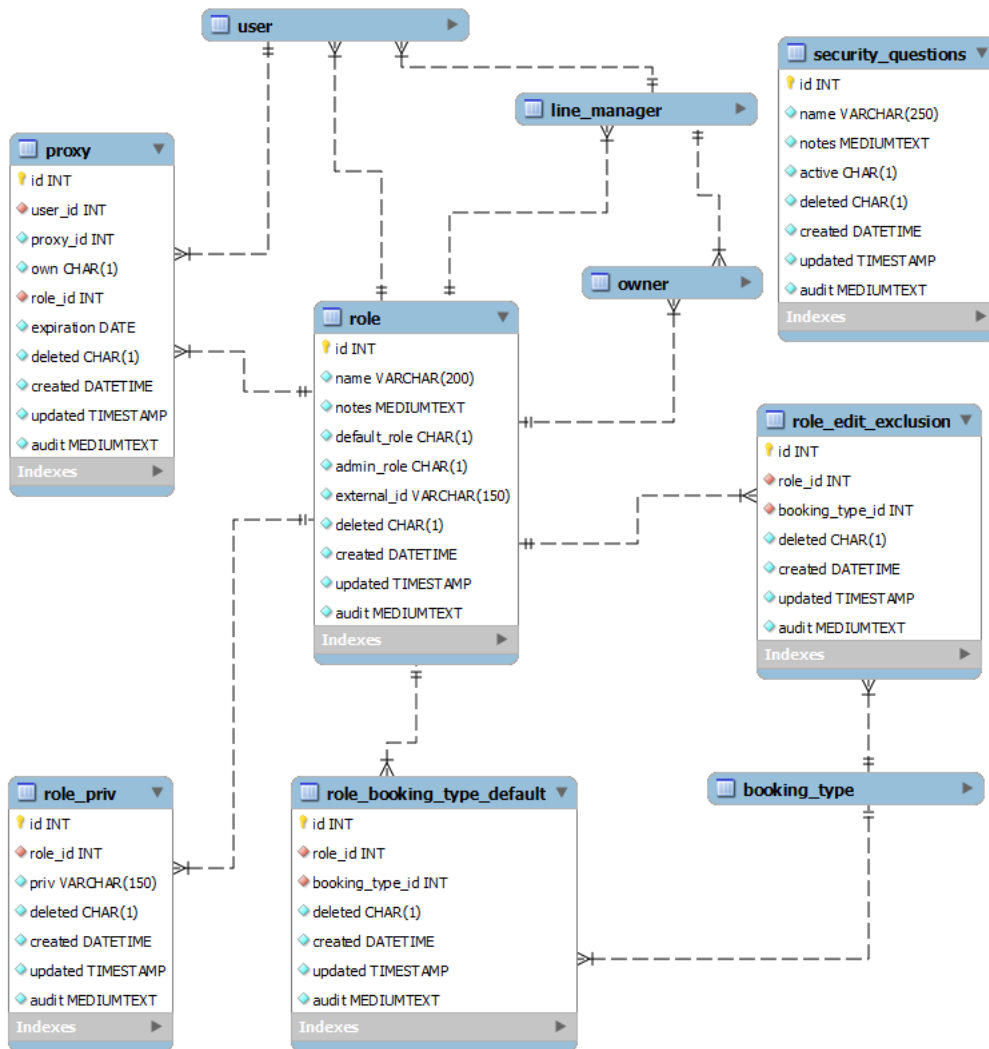 user
security_questions
id INT
name VARCHAR(250)
notes MEDIUMTEXT
active CHAR(1)
deleted CHAR(1)
created DATETIME
updated TIMESTAMP
audit MEDIUMTEXT
Indexes
line_manager
proxy
id INT
user_id INT
proxy_id INT
own CHAR(1)
role_id INT
expiration DATE
deleted CHAR(1)
created DATETIME
updated TIMESTAMP
audit MEDIUMTEXT
Indexes
owner
role
id INT
name VARCHAR(200)
notes MEDIUMTEXT
default_role CHAR(1)
admin_role CHAR(1)
external_id VARCHAR(150)
deleted CHAR(1)
created DATETIME
updated TIMESTAMP
audit MEDIUMTEXT
Indexes
role_edit_exclusion
id INT
role_id INT
booking_type_id INT
deleted CHAR(1)
created DATETIME
updated TIMESTAMP
audit MEDIUMTEXT
Indexes
role_priv
id INT
role_id INT
priv VARCHAR(150)
deleted CHAR(1)
created DATETIME
updated TIMESTAMP
audit MEDIUMTEXT
Indexes
role_booking_type_default
id INT
role_id INT
booking_type_id INT
deleted CHAR(1)
created DATETIME
updated TIMESTAMP
audit MEDIUMTEXT
Indexes
booking_type